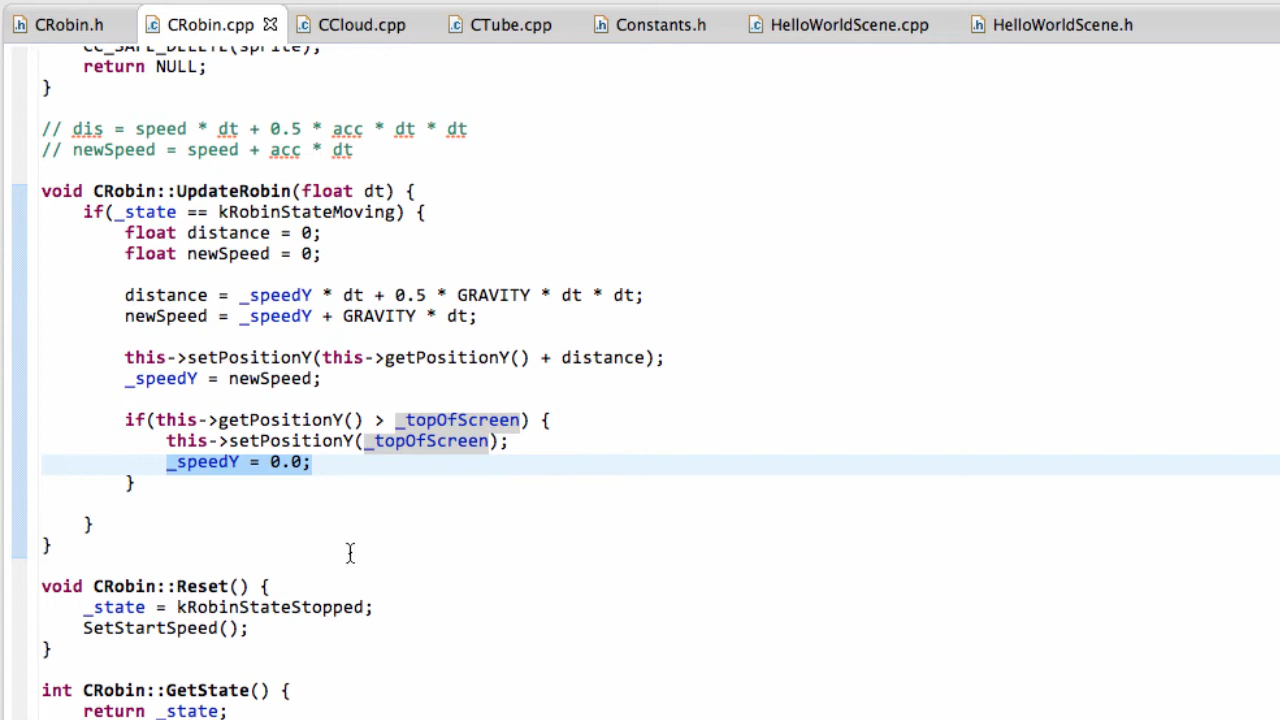 CRobin.h CRobin.cpp CCloud.cpp CTube.cpp Constants.h HelloWorldScene.cpp HelloWorldScene.h
CC_SAFE_DELETE(sprite);
return NULL;
}
// dis = speed * dt + 0.5 * acc * dt * dt
// newSpeed = speed + acc * dt
void CRobin::UpdateRobin(float dt) {
if(_state == kRobinStateMoving) {
float distance = 0;
float newSpeed = 0;
distance = _speedY * dt + 0.5 * GRAVITY * dt * dt;
newSpeed = _speedY + GRAVITY * dt;
this->setPositionY(this->getPositionY() + distance);
_speedY = newSpeed;
if(this->getPositionY() > _topOfScreen) {
this->setPositionY(_topOfScreen);
_speedY = 0.0;
}
}
}
void CRobin::Reset() {
_state = kRobinStateStopped;
SetStartSpeed();
}
int CRobin::GetState() {
return _state;